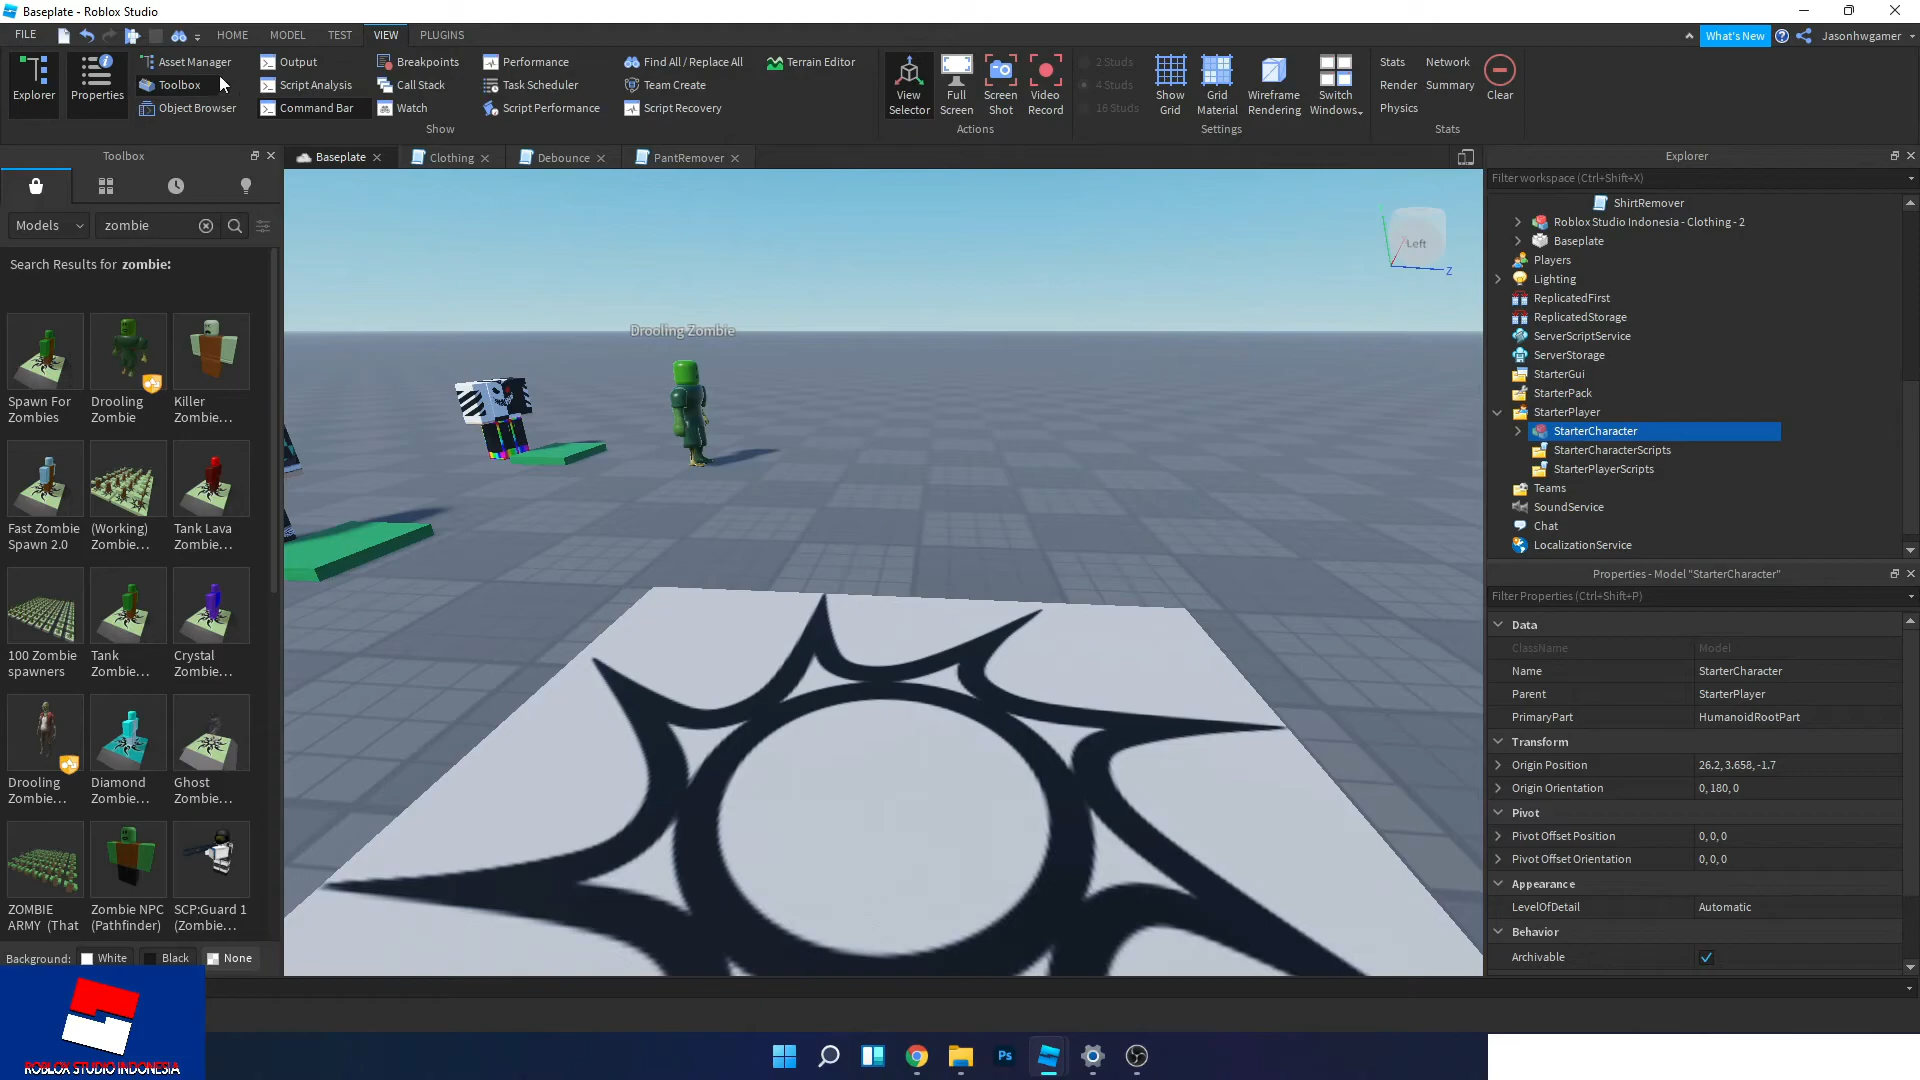 Baseplate - Roblox Studio
FILE
HOME
MODEL
TEST
VIEW
PLUGINS
What's New
Jasonhwgamer
Explorer
Properties
Asset Manager
Toolbox
Object Browser
Output
Script Analysis
Command Bar
Breakpoints
Call Stack
Watch
Performance
Task Scheduler
Script Performance
Find All / Replace All
Team Create
Script Recovery
Terrain Editor
Show
View
Selector
Full
Screen
Screen
Shot
Video
Record
Actions
2 Studs
4 Studs
16 Studs
Show
Grid
Grid
Material
Wireframe
Rendering
Switch
Windows
Settings
Stats
Network
Render
Summary
Physics
Clear
Stats
Toolbox
Models
zombie
Search Results for zombie:
Spawn For
Zombies
Drooling
Zombie
Killer
Zombie...
Fast Zombie
Spawn 2.0
(Working)
Zombie...
Tank Lava
Zombie...
100 Zombie
spawners
Tank
Zombie...
Crystal
Zombie...
Drooling
Zombie...
Diamond
Zombie...
Ghost
Zombie...
ZOMBIE
ARMY (That
Zombie NPC
(Pathfinder)
SCP:Guard 1
(Zombie...
Background:
White
Black
None
ROBLOX STUDIO INDONESIA
Baseplate
Clothing
Debounce
PantRemover
Drooling Zombie
Left
Z
Explorer
Filter workspace (Ctrl+Shift+X)
ShirtRemover
Roblox Studio Indonesia - Clothing - 2
Baseplate
Players
Lighting
ReplicatedFirst
ReplicatedStorage
ServerScriptService
ServerStorage
StarterGui
StarterPack
StarterPlayer
StarterCharacter
StarterCharacterScripts
StarterPlayerScripts
Teams
SoundService
Chat
LocalizationService
Properties - Model "StarterCharacter"
Filter Properties (Ctrl+Shift+P)
Data
ClassName Model
Name StarterCharacter
Parent StarterPlayer
PrimaryPart HumanoidRootPart
Transform
Origin Position 26.2, 3.658, -1.7
Origin Orientation 0, 180, 0
Pivot
Pivot Offset Position 0, 0, 0
Pivot Offset Orientation 0, 0, 0
Appearance
LevelOfDetail Automatic
Behavior
Archivable
Ps